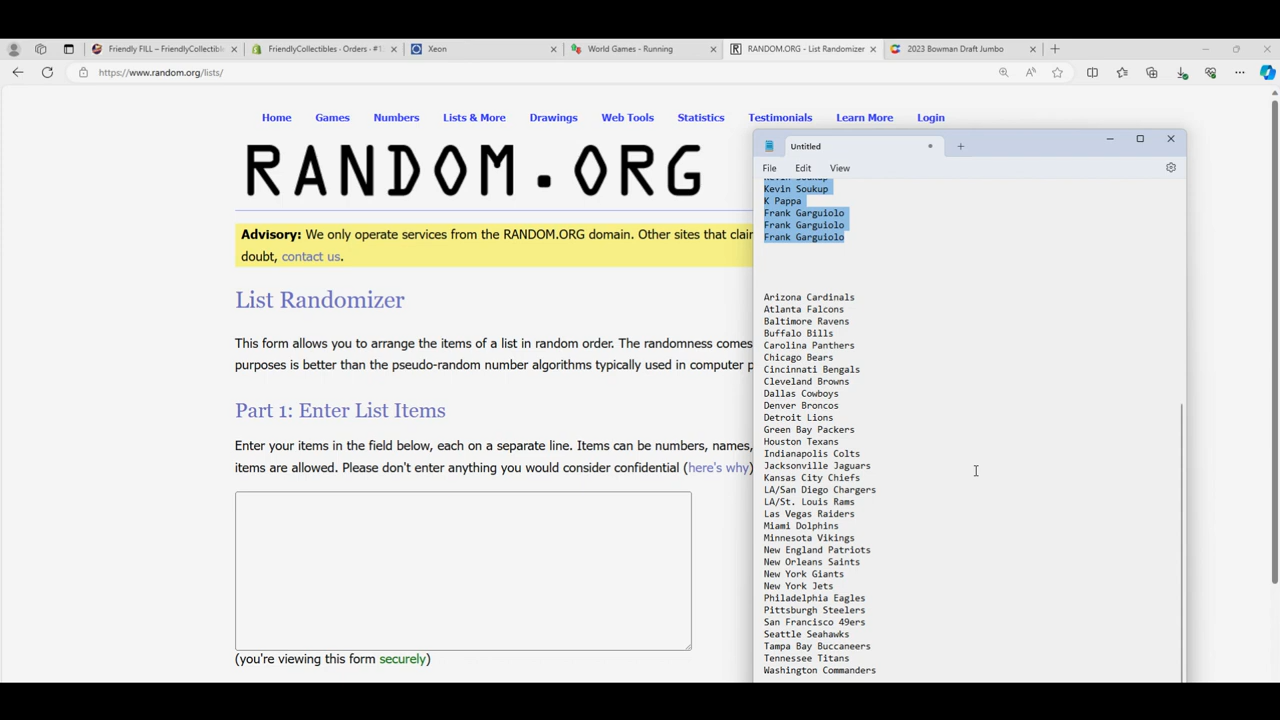 Friendly FILL – FriendlyCollectible
FriendlyCollectibles · Orders · #1
Xeon
World Games - Running
RANDOM.ORG - List Randomizer
2023 Bowman Draft Jumbo
https://www.random.org/lists/
Home Games Numbers Lists & More Drawings Web Tools Statistics Testimonials Learn More Login
RANDOM.ORG
Advisory: We only operate services from the RANDOM.ORG domain. Other sites that clai
doubt, contact us.
List Randomizer
This form allows you to arrange the items of a list in random order. The randomness comes
purposes is better than the pseudo-random number algorithms typically used in computer p
Part 1: Enter List Items
Enter your items in the field below, each on a separate line. Items can be numbers, names,
items are allowed. Please don't enter anything you would consider confidential (here's why)
(you're viewing this form securely)
Untitled
File Edit View
Kevin Soukup
Kevin Soukup
K Pappa
Frank Garguiolo
Frank Garguiolo
Frank Garguiolo
Arizona Cardinals
Atlanta Falcons
Baltimore Ravens
Buffalo Bills
Carolina Panthers
Chicago Bears
Cincinnati Bengals
Cleveland Browns
Dallas Cowboys
Denver Broncos
Detroit Lions
Green Bay Packers
Houston Texans
Indianapolis Colts
Jacksonville Jaguars
Kansas City Chiefs
LA/San Diego Chargers
LA/St. Louis Rams
Las Vegas Raiders
Miami Dolphins
Minnesota Vikings
New England Patriots
New Orleans Saints
New York Giants
New York Jets
Philadelphia Eagles
Pittsburgh Steelers
San Francisco 49ers
Seattle Seahawks
Tampa Bay Buccaneers
Tennessee Titans
Washington Commanders